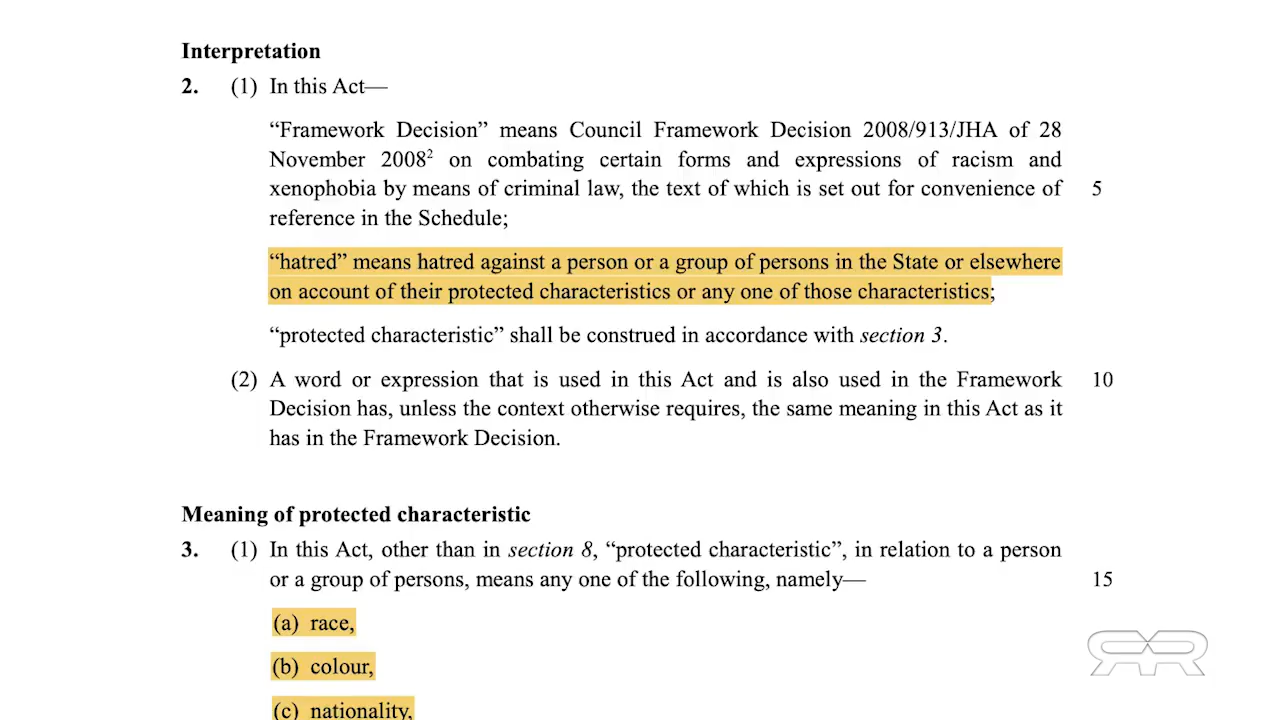 Interpretation
2. (1) In this Act—
“Framework Decision” means Council Framework Decision 2008/913/JHA of 28
November 2008² on combating certain forms and expressions of racism and
xenophobia by means of criminal law, the text of which is set out for convenience of 5
reference in the Schedule;
“hatred” means hatred against a person or a group of persons in the State or elsewhere
on account of their protected characteristics or any one of those characteristics;
“protected characteristic” shall be construed in accordance with section 3.
(2) A word or expression that is used in this Act and is also used in the Framework 10
Decision has, unless the context otherwise requires, the same meaning in this Act as it
has in the Framework Decision.
Meaning of protected characteristic
3. (1) In this Act, other than in section 8, “protected characteristic”, in relation to a person
or a group of persons, means any one of the following, namely— 15
(a) race,
(b) colour,
(c) nationality,
RR